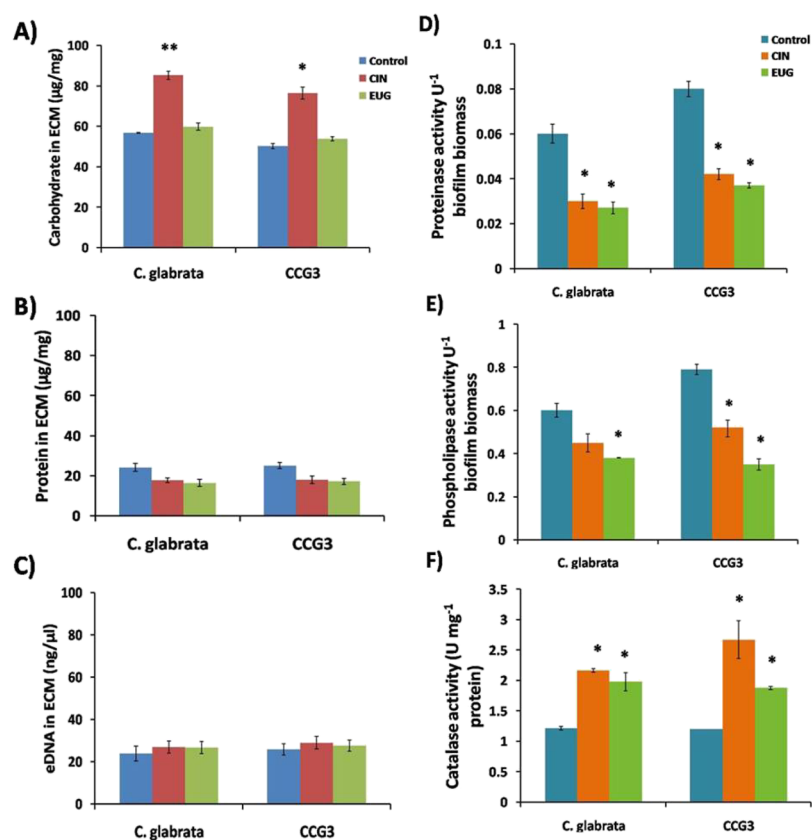 A)
Carbohydrate in ECM (µg/mg)
100
80
60
40
20
0
**
*
Control
CIN
EUG
C. glabrata
CCG3
B)
Protein in ECM (µg/mg)
100
80
60
40
20
0
C. glabrata
CCG3
C)
eDNA in ECM (ng/µl)
100
80
60
40
20
0
C. glabrata
CCG3
D)
Proteinase activity U-1
biofilm biomass
0.1
0.08
0.06
0.04
0.02
0
*
*
*
*
Control
CIN
EUG
C. glabrata
CCG3
E)
Phospholipase activity U-1
biofilm biomass
1
0.8
0.6
0.4
0.2
0
*
*
*
C. glabrata
CCG3
F)
Catalase activity (U mg-1
protein)
3.5
3
2.5
2
1.5
1
0.5
0
*
*
*
*
C. glabrata
CCG3